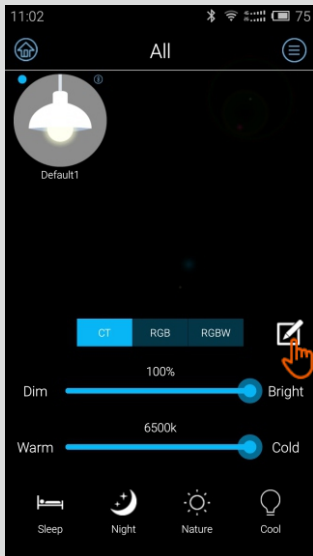 11:02 75
All
Default1
CT RGB RGBW
100%
Dim Bright
6500k
Warm Cold
Sleep Night Nature Cool